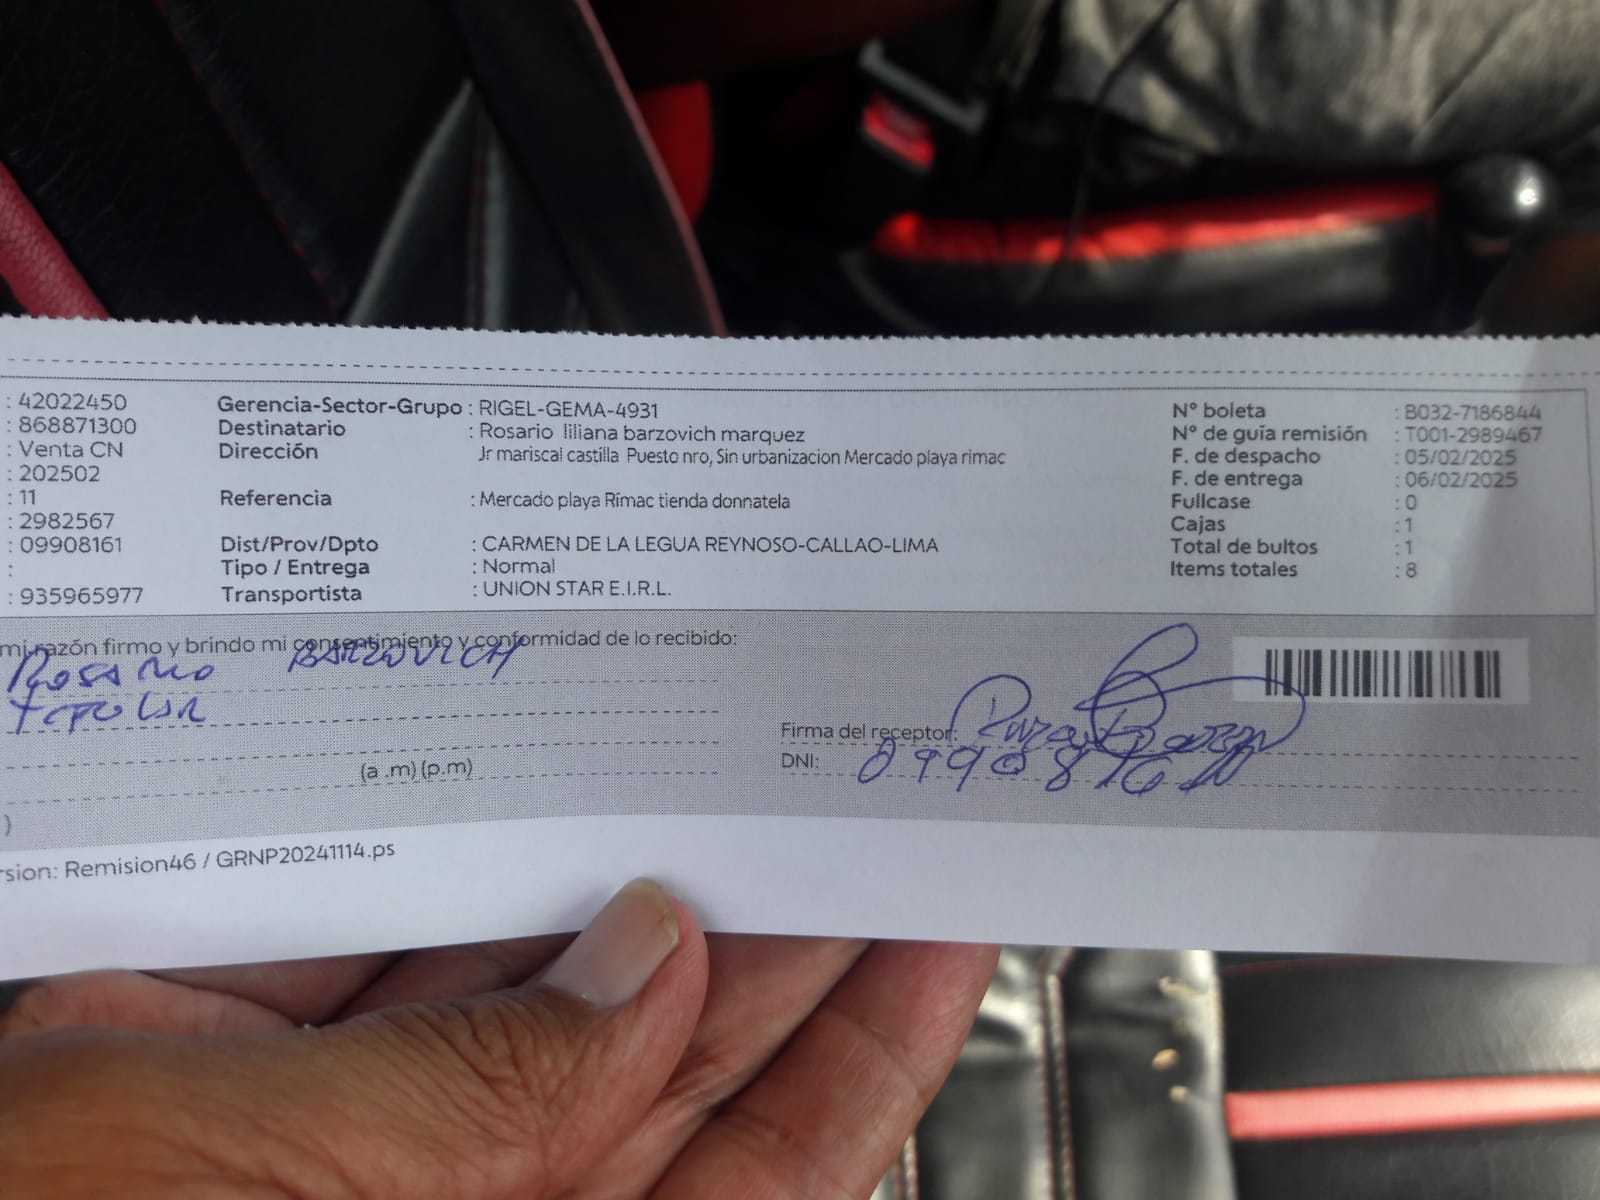 : 42022450 Gerencia-Sector-Grupo : RIGEL-GEMA-4931 N° boleta : B032-7186844
: 868871300 Destinatario : Rosario liliana barzovich marquez N° de guía remisión : T001-2989467
: Venta CN Dirección Jr mariscal castilla Puesto nro, Sin urbanizacion Mercado playa rimac F. de despacho : 05/02/2025
: 202502 F. de entrega : 06/02/2025
: 11 Referencia : Mercado playa Rimac tienda donnatela Fullcase : 0
: 2982567 Cajas : 1
: 09908161 Dist/Prov/Dpto : CARMEN DE LA LEGUA REYNOSO-CALLAO-LIMA Total de bultos : 1
: Tipo / Entrega : Normal Items totales : 8
: 935965977 Transportista : UNION STAR E.I.R.L.
mi razón firmo y brindo mi consentimiento y conformidad de lo recibido:
Rosario BARZOVICH
Titular
Firma del receptor:
(a .m) (p.m) DNI: 09908161
)
rsion: Remision46 / GRNP20241114.ps